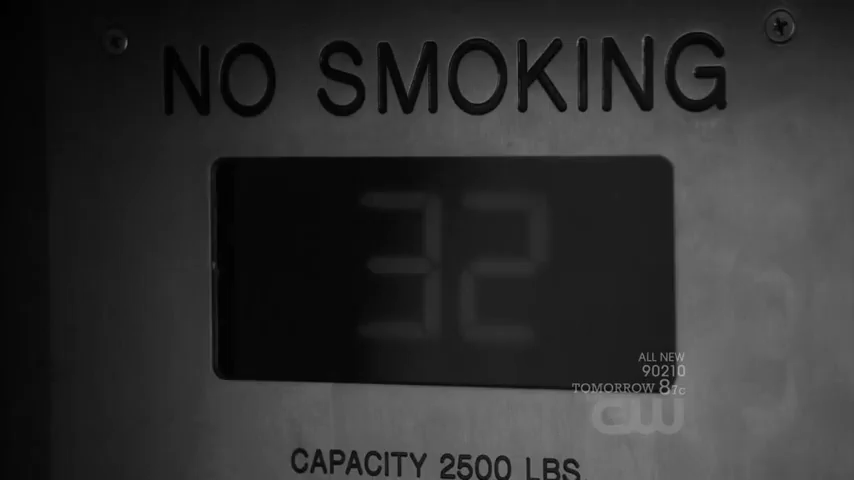 NO SMOKING
32
ALL NEW
90210
TOMORROW 8/7c
CW
CAPACITY 2500 LBS.